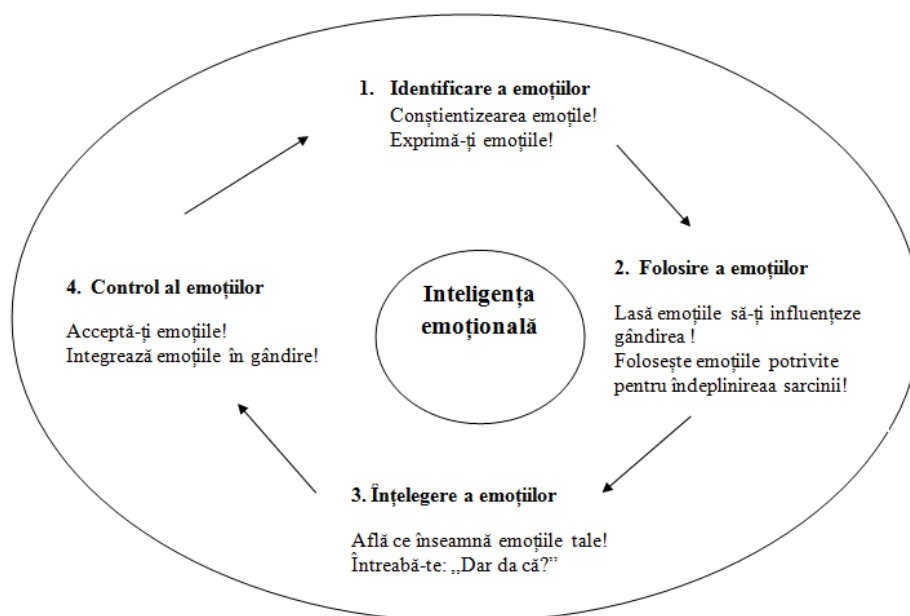 1. Identificare a emoțiilor
Conștientizearea emoțile!
Exprimă-ți emoțiile!
2. Folosire a emoțiilor
Lasă emoțiile să-ți influențeze
gândirea !
Folosește emoțiile potrivite
pentru îndeplinireaa sarcinii!
3. Înțelegere a emoțiilor
Află ce înseamnă emoțiile tale!
Întreabă-te: „Dar da că?”
4. Control al emoțiilor
Acceptă-ți emoțiile!
Integrează emoțiile în gândire!
Inteligența
emoțională